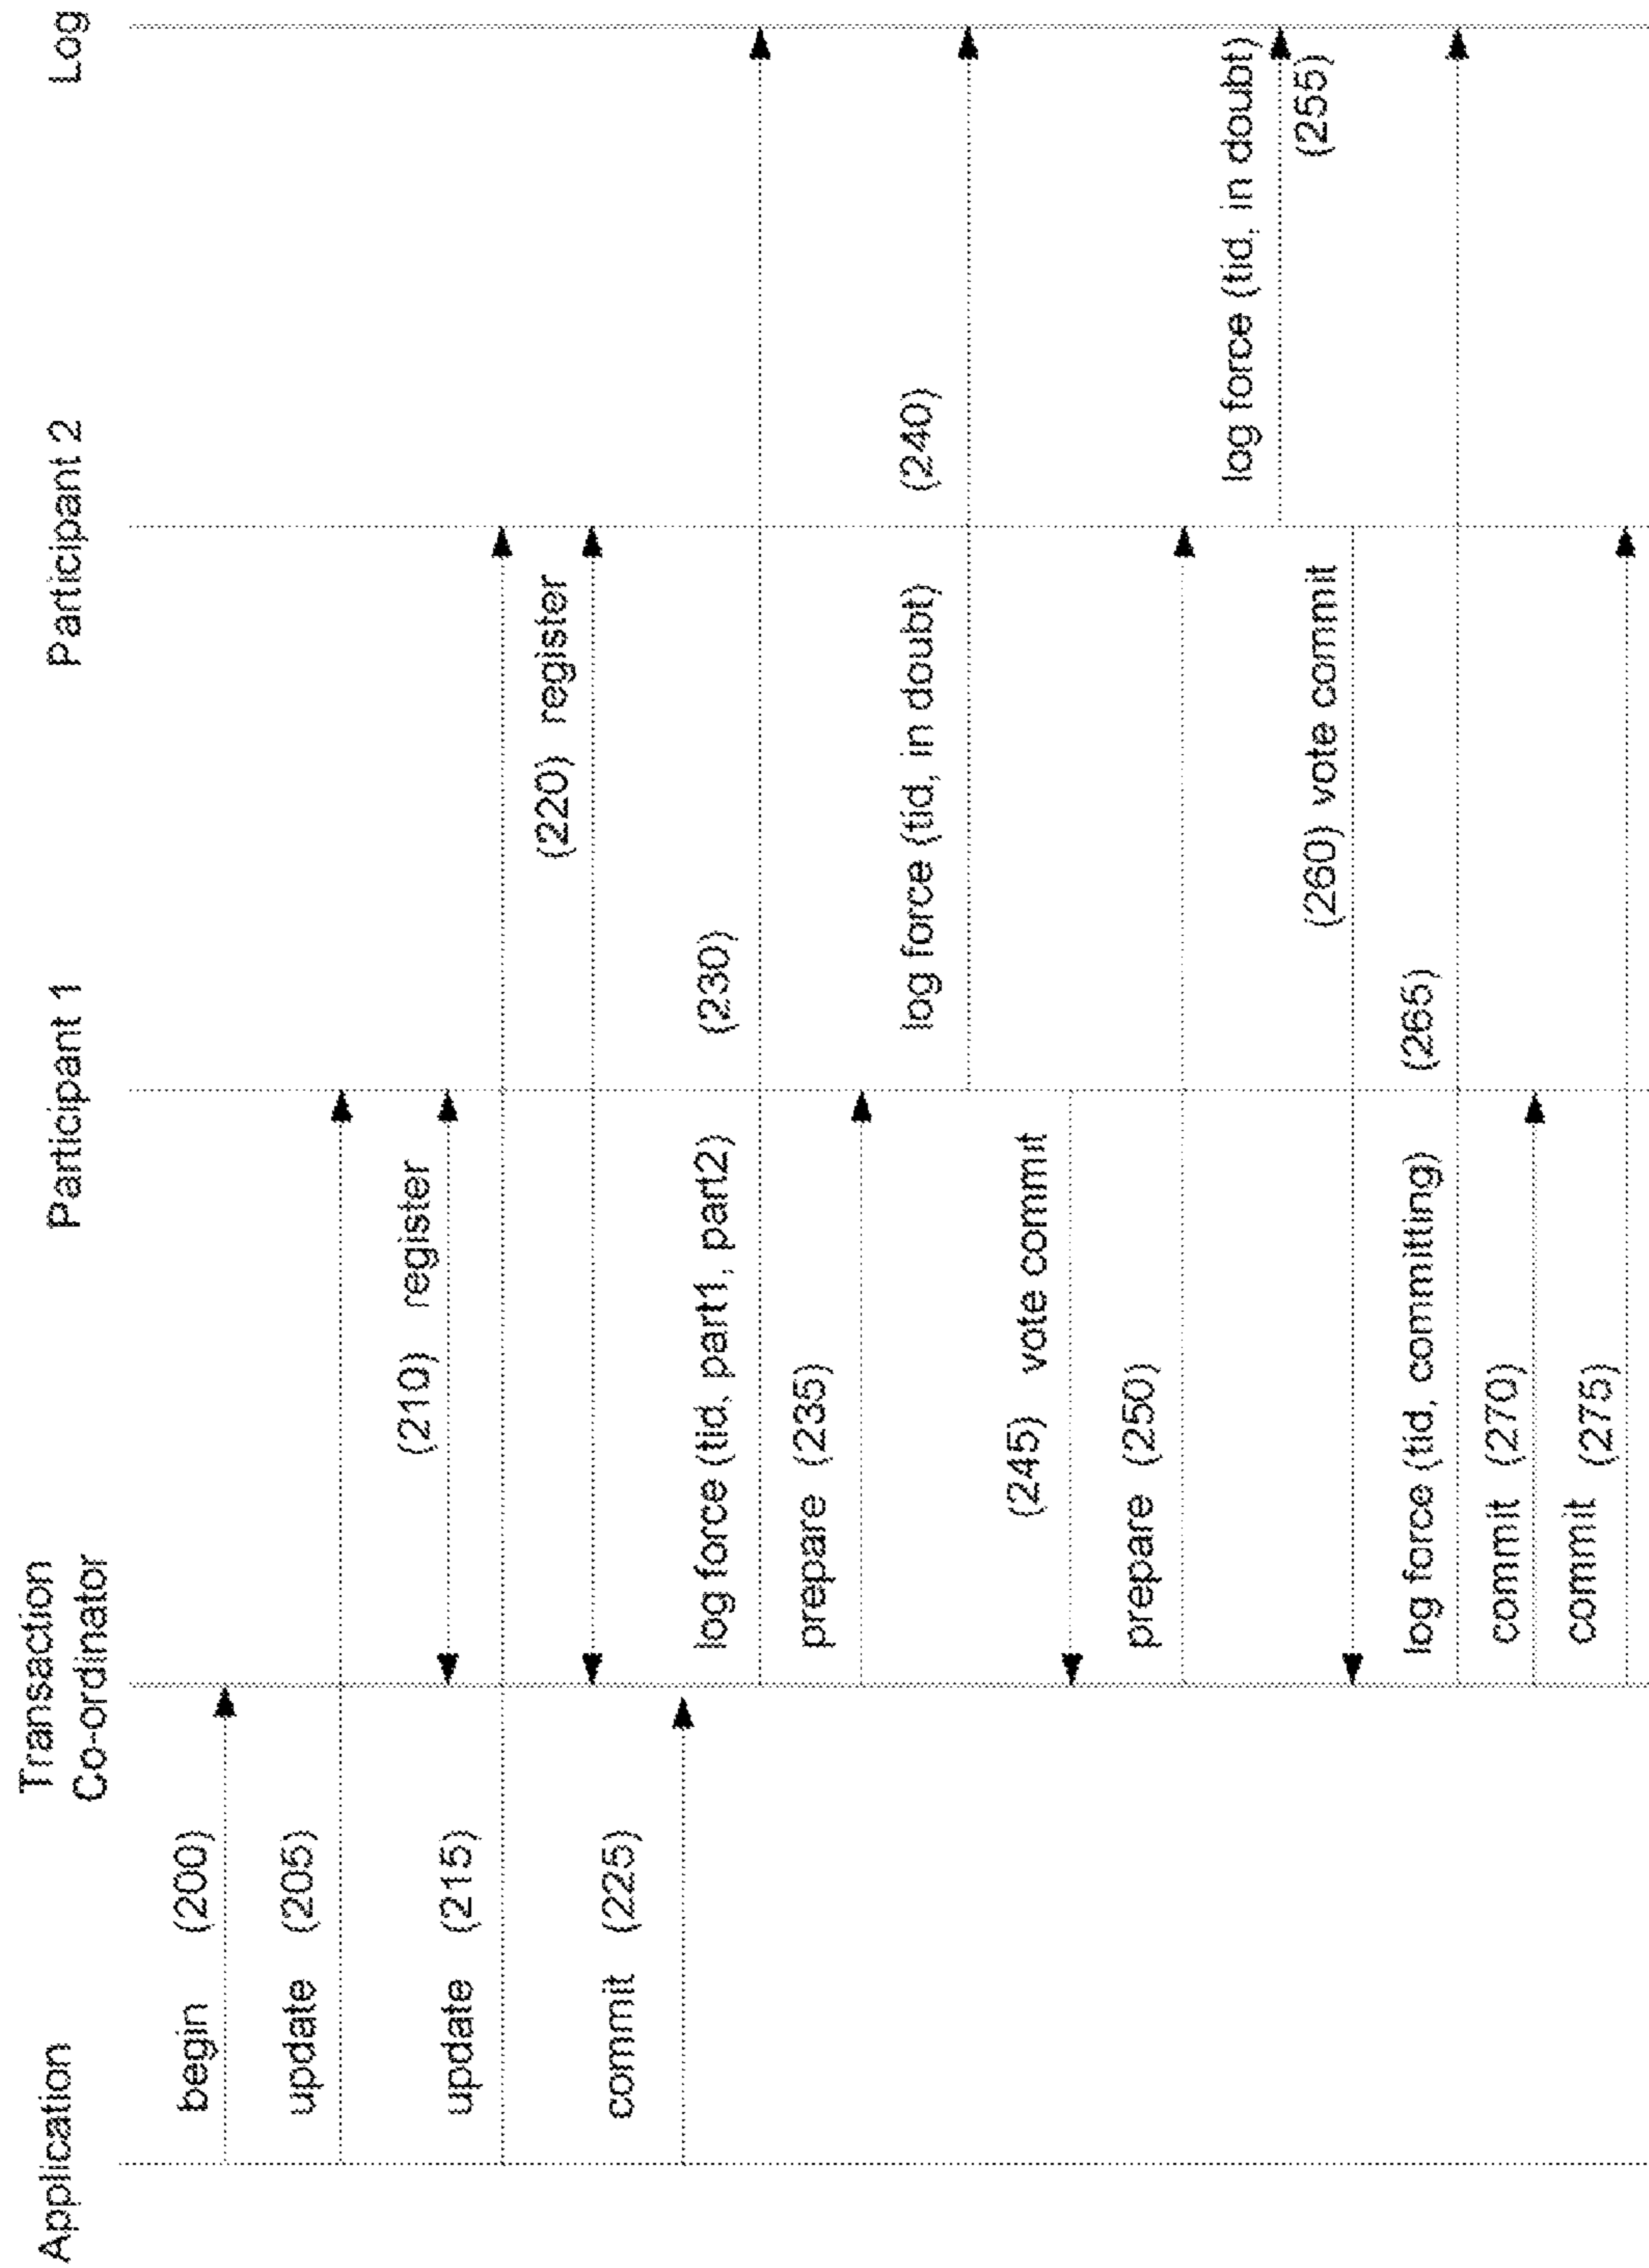 Application
Transaction
Co-ordinator
Participant 1
Participant 2
Log
begin (200)
update (205)
(210) register
update (215)
(220) register
commit (225)
log force (tid, part1, part2) (230)
prepare (235)
log force (tid, in doubt) (240)
(245) vote commit
prepare (250)
log force (tid, in doubt)
(255)
(260) vote commit
log force (tid, committing) (265)
commit (270)
commit (275)